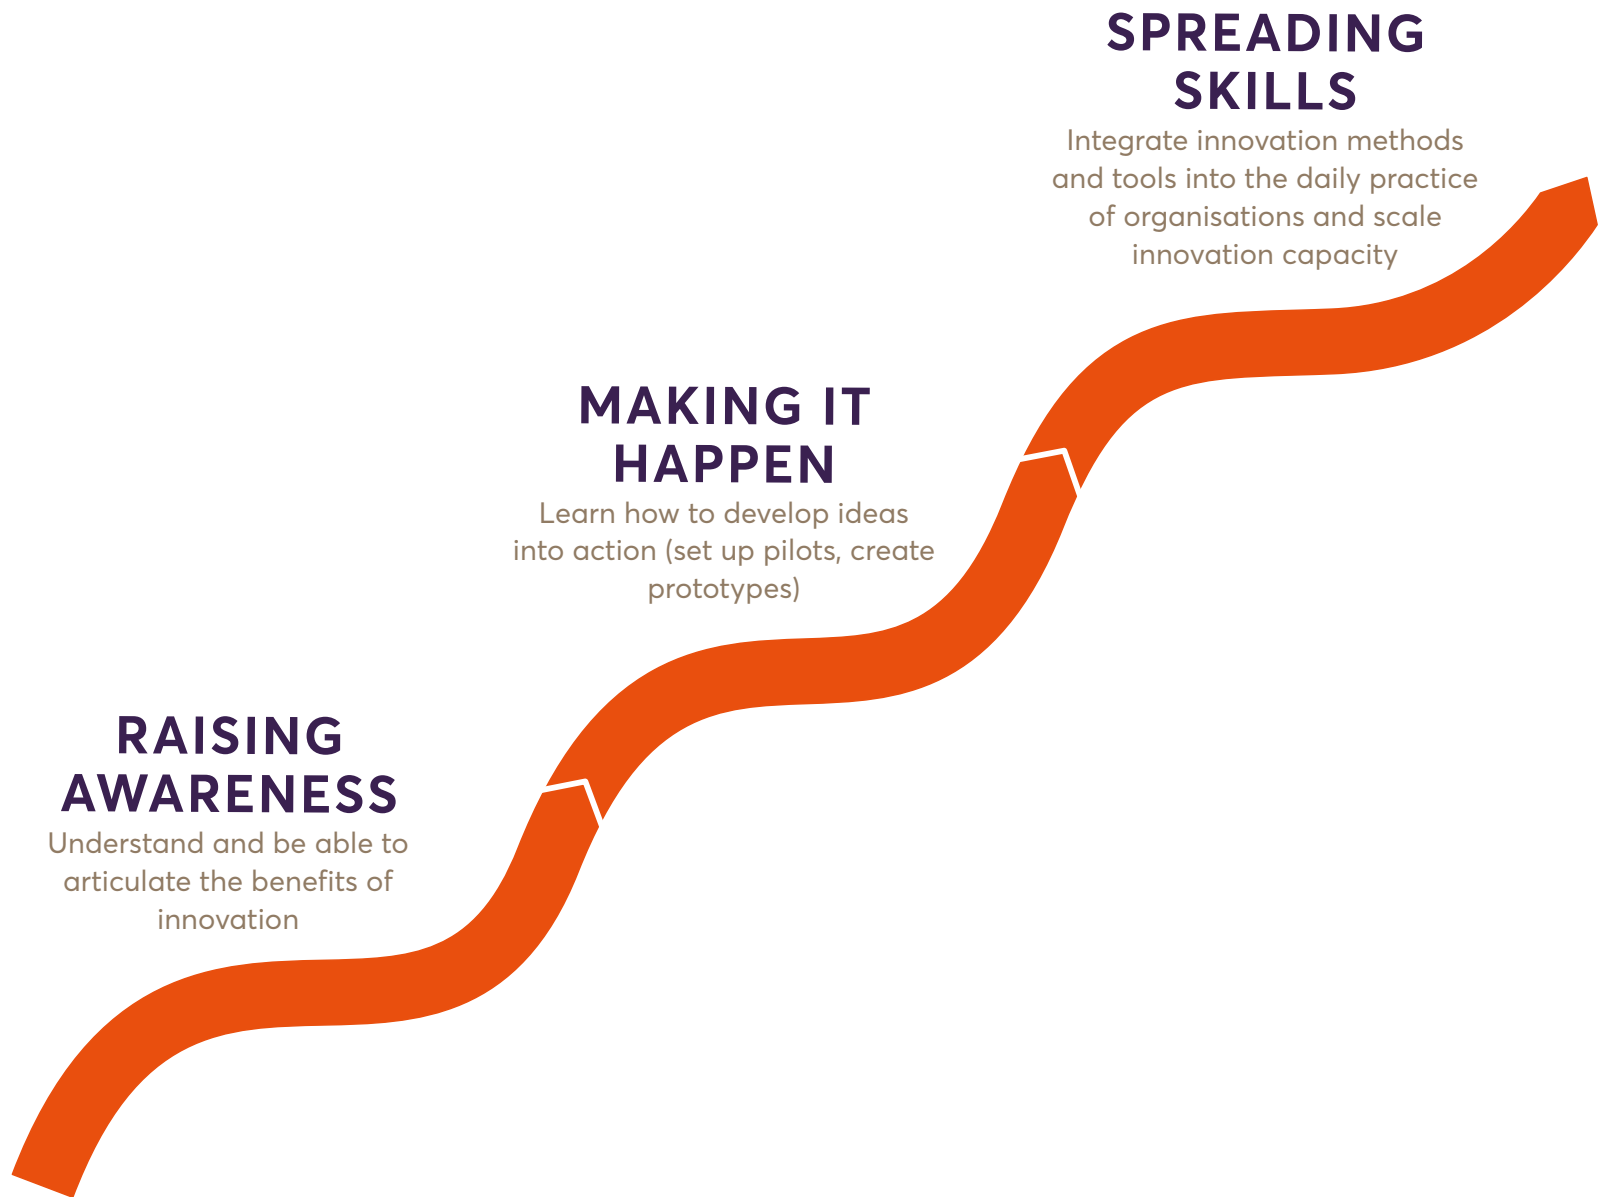 SPREADING
SKILLS
Integrate innovation methods
and tools into the daily practice
of organisations and scale
innovation capacity
MAKING IT
HAPPEN
Learn how to develop ideas
into action (set up pilots, create
prototypes)
RAISING
AWARENESS
Understand and be able to
articulate the benefits of
innovation